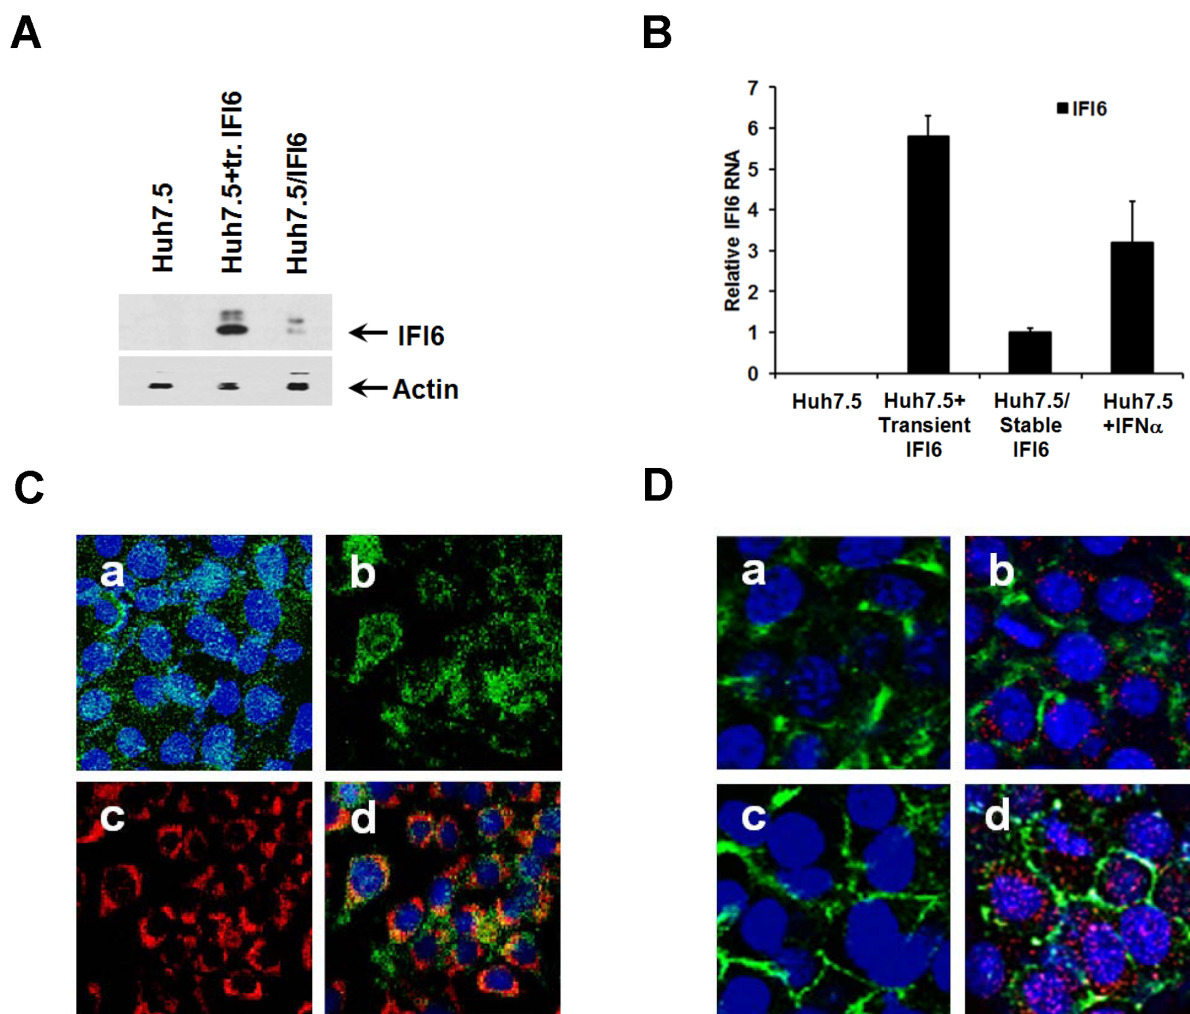 A
Huh7.5
Huh7.5+tr. IFI6
Huh7.5/IFI6
IFI6
Actin
B
7
6
5
4
3
2
1
0
Relative IFI6 RNA
IFI6
Huh7.5
Huh7.5+
Transient
IFI6
Huh7.5/
Stable
IFI6
Huh7.5
+IFNα
C
a
b
c
d
D
a
b
c
d